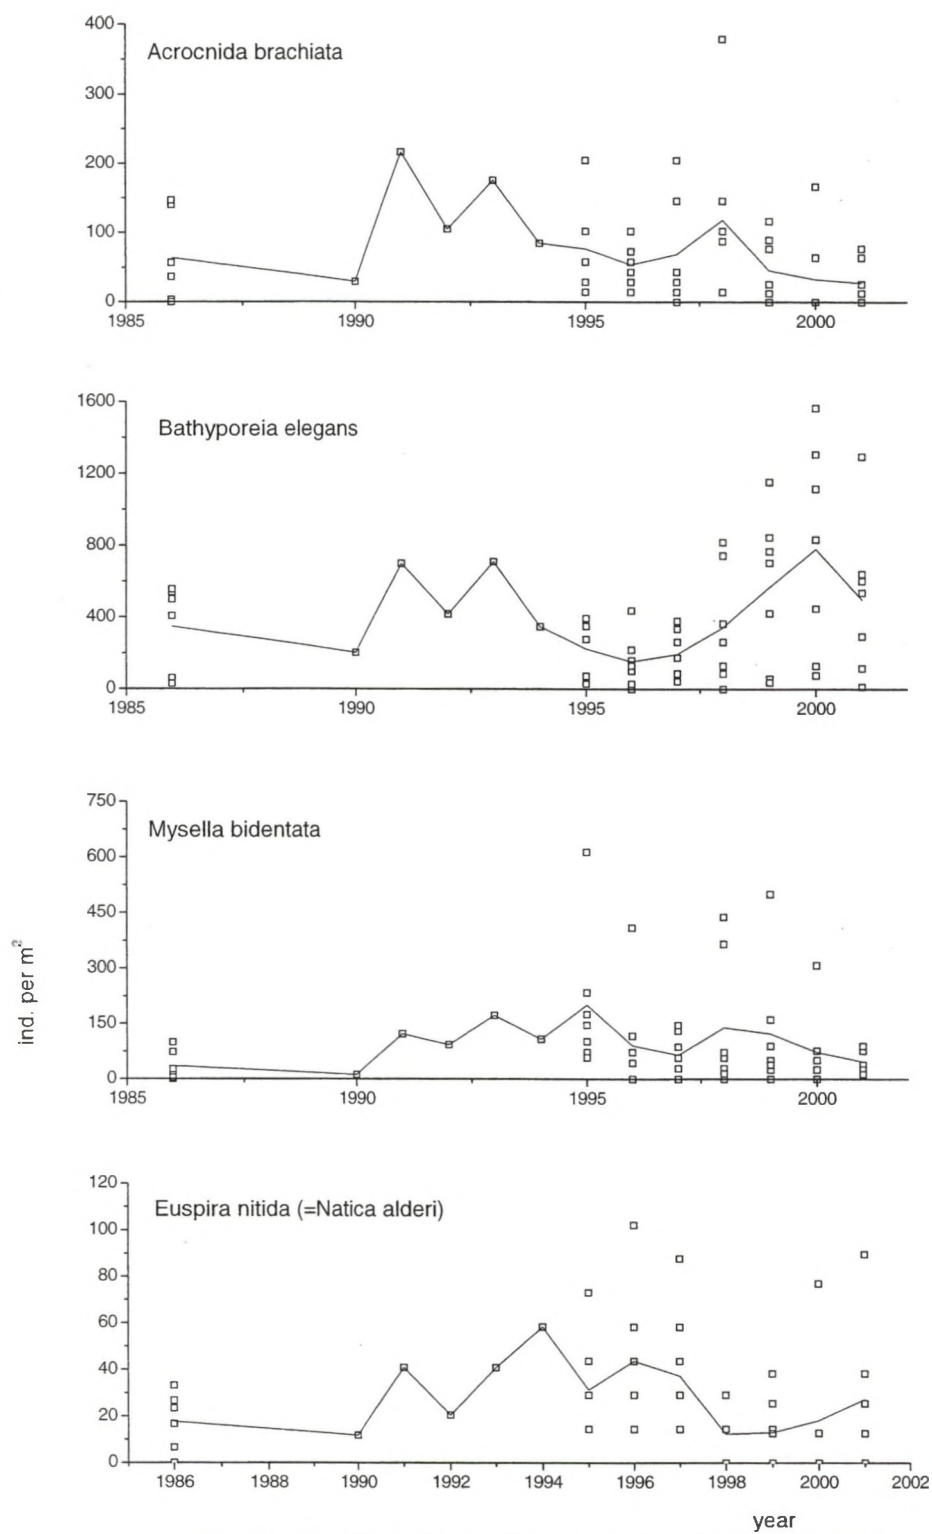 400
Acrocnida brachiata
300
200
100
0
1985 1990 1995 2000
1600
Bathyporeia elegans
1200
800
400
0
1985 1990 1995 2000
750
Mysella bidentata
600
450
300
150
0
1985 1990 1995 2000
ind. per m²
120
Euspira nitida (=Natica alderi)
100
80
60
40
20
0
1986 1988 1990 1992 1994 1996 1998 2000 2002
year